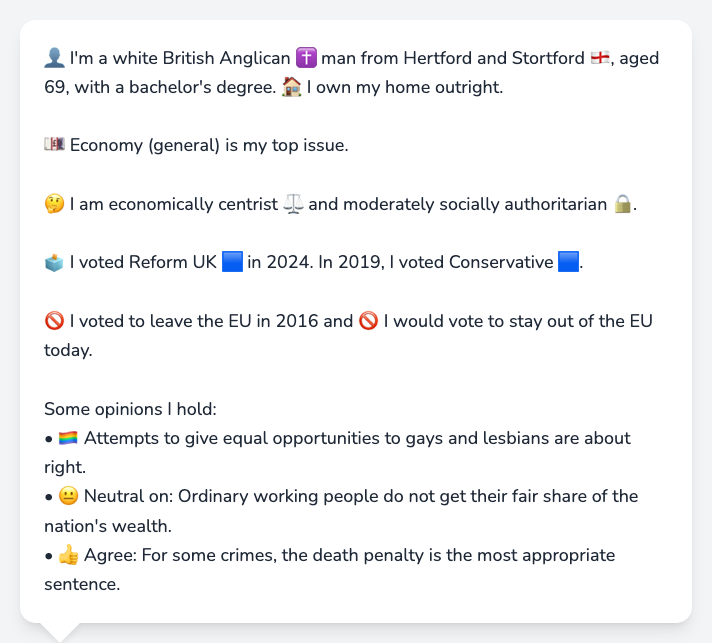 👤 I'm a white British Anglican ✝️ man from Hertford and Stortford 🏴󠁧󠁢󠁥󠁮󠁧󠁿, aged
69, with a bachelor's degree. 🏠 I own my home outright.
💷 Economy (general) is my top issue.
🤔 I am economically centrist ⚖️ and moderately socially authoritarian 🔒.
🗳️ I voted Reform UK 🟦 in 2024. In 2019, I voted Conservative 🟦.
🚫 I voted to leave the EU in 2016 and 🚫 I would vote to stay out of the EU
today.
Some opinions I hold:
• 🏳️‍🌈 Attempts to give equal opportunities to gays and lesbians are about
right.
• 😐 Neutral on: Ordinary working people do not get their fair share of the
nation's wealth.
• 👍 Agree: For some crimes, the death penalty is the most appropriate
sentence.